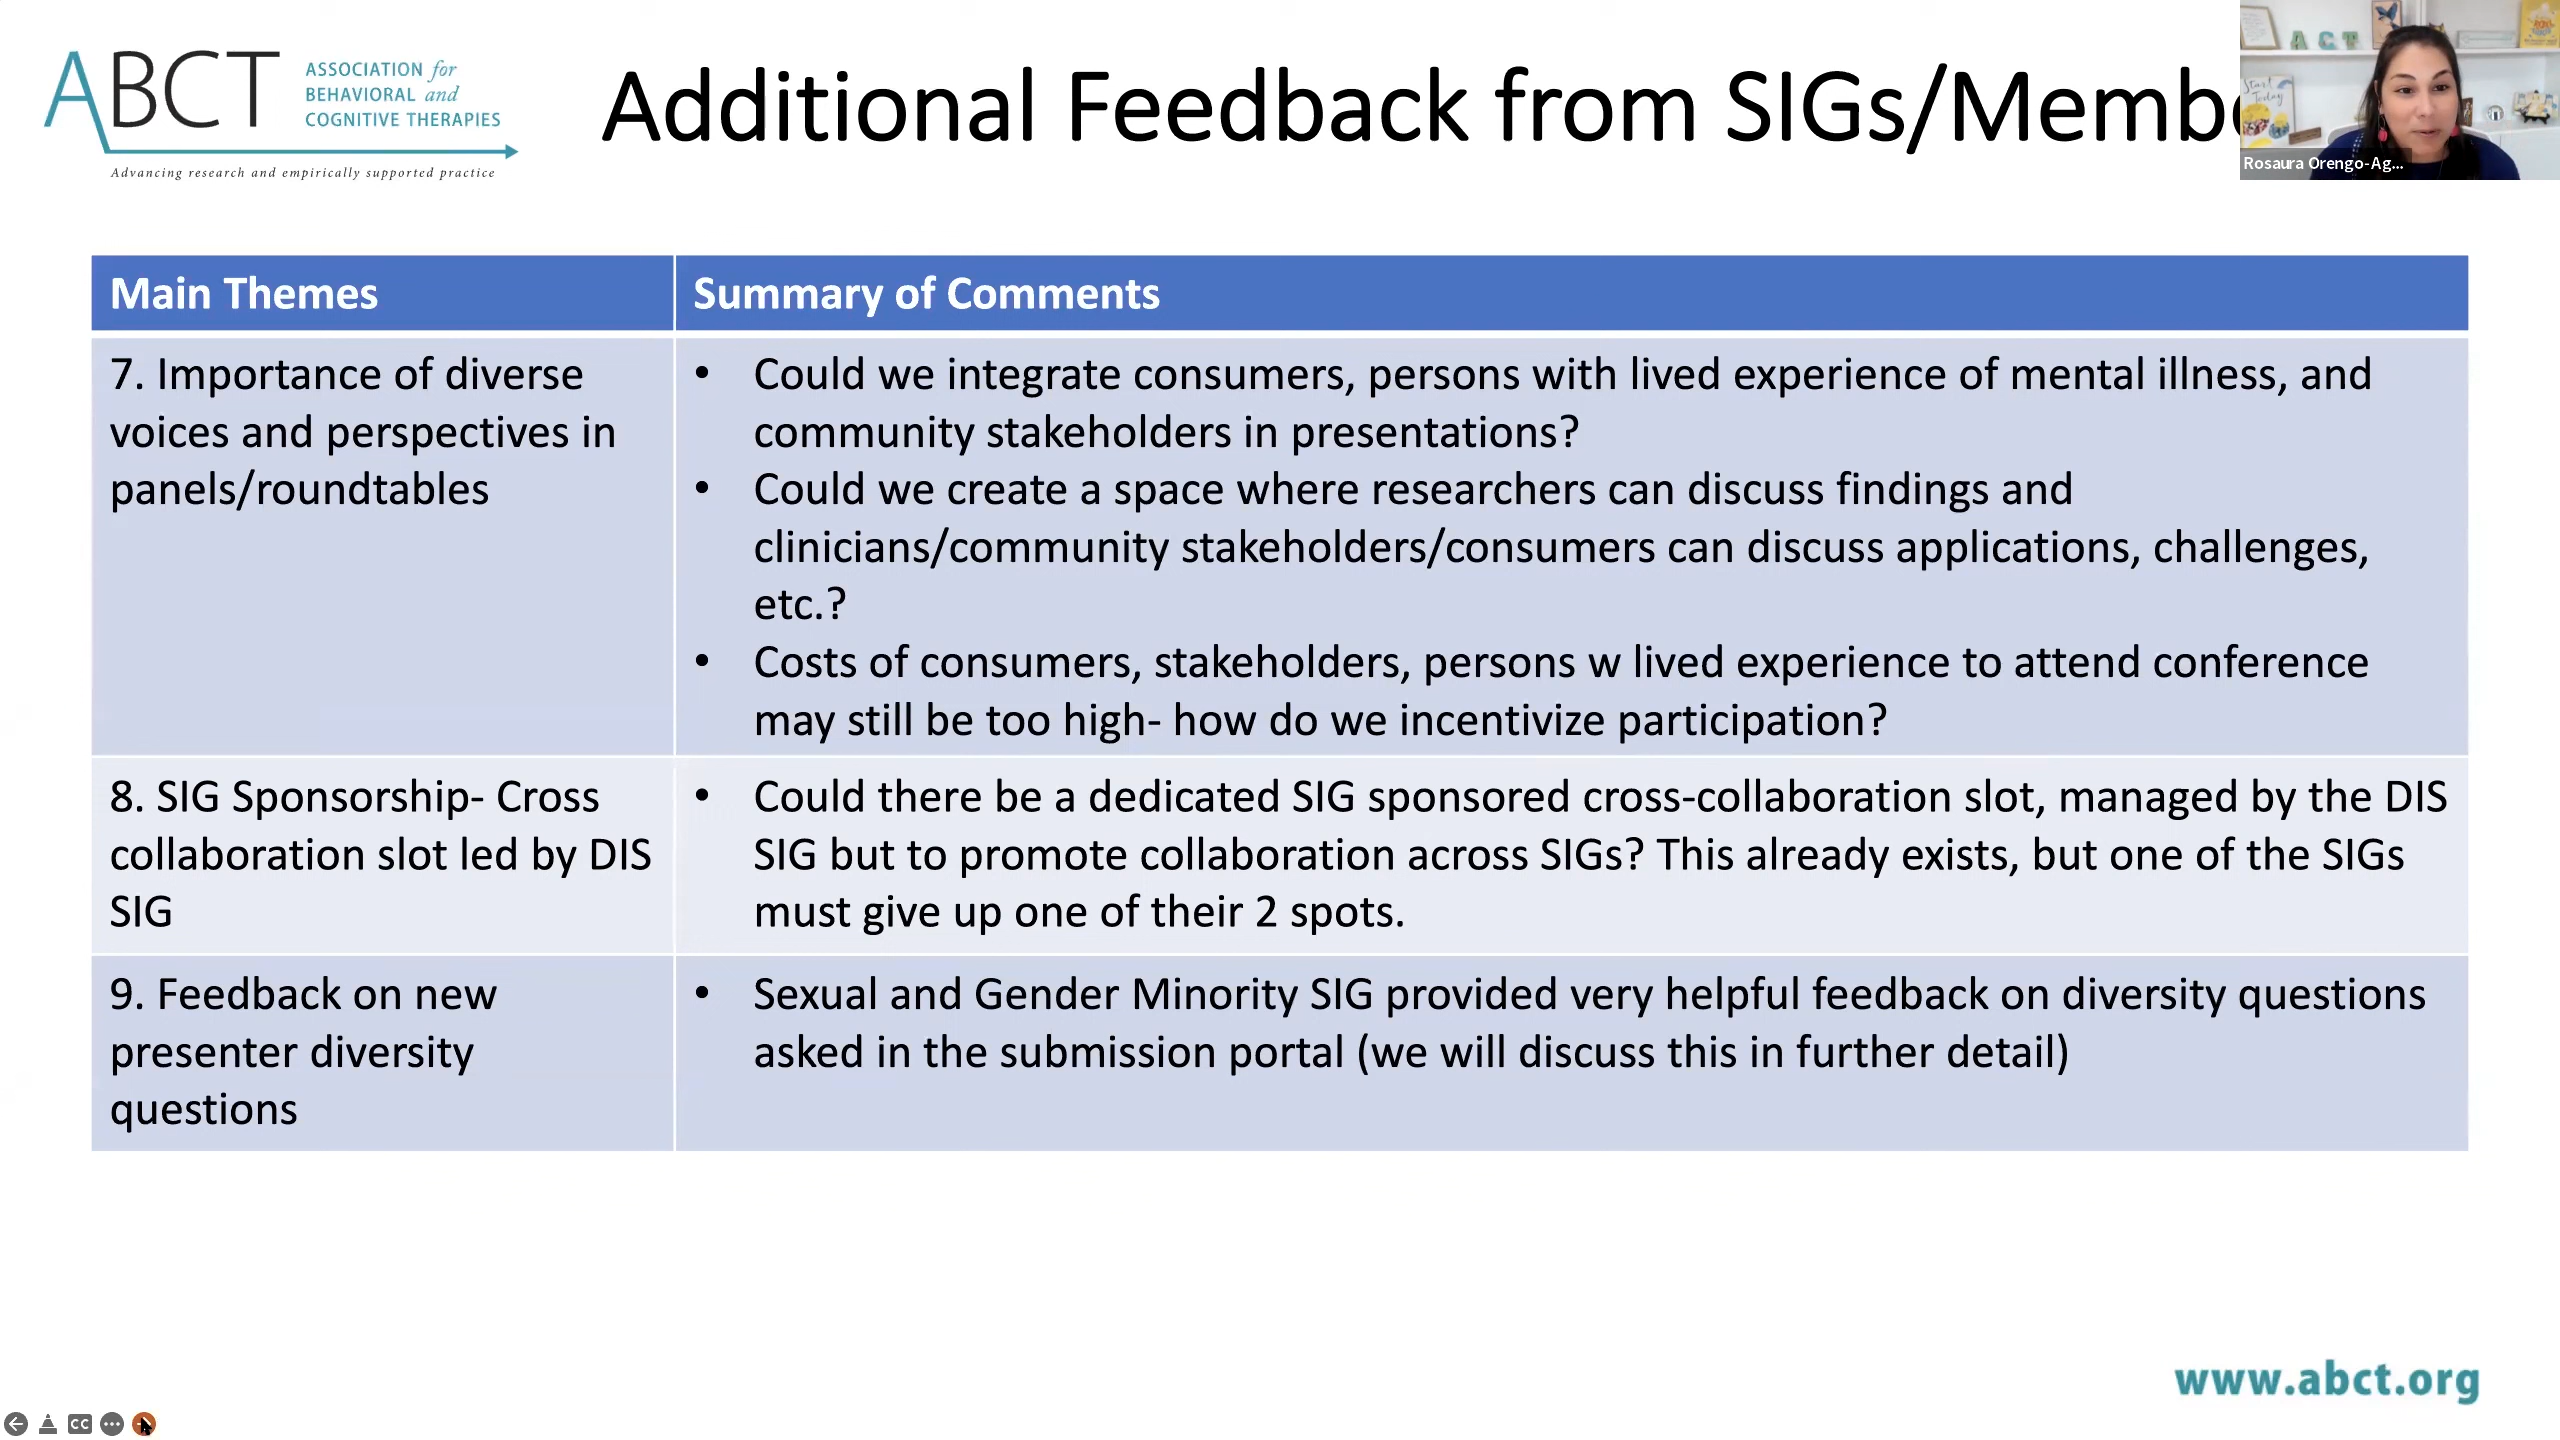 ABCT
ASSOCIATION for
BEHAVIORAL and
COGNITIVE THERAPIES
Advancing research and empirically supported practice
Additional Feedback from SIGs/Membe
Start
Today
ACT
Rosaura Orengo-Ag...
Main Themes
Summary of Comments
7. Importance of diverse
voices and perspectives in
panels/roundtables
• Could we integrate consumers, persons with lived experience of mental illness, and
community stakeholders in presentations?
• Could we create a space where researchers can discuss findings and
clinicians/community stakeholders/consumers can discuss applications, challenges,
etc.?
• Costs of consumers, stakeholders, persons w lived experience to attend conference
may still be too high- how do we incentivize participation?
8. SIG Sponsorship- Cross
collaboration slot led by DIS
SIG
• Could there be a dedicated SIG sponsored cross-collaboration slot, managed by the DIS
SIG but to promote collaboration across SIGs? This already exists, but one of the SIGs
must give up one of their 2 spots.
9. Feedback on new
presenter diversity
questions
• Sexual and Gender Minority SIG provided very helpful feedback on diversity questions
asked in the submission portal (we will discuss this in further detail)
www.abct.org
CC